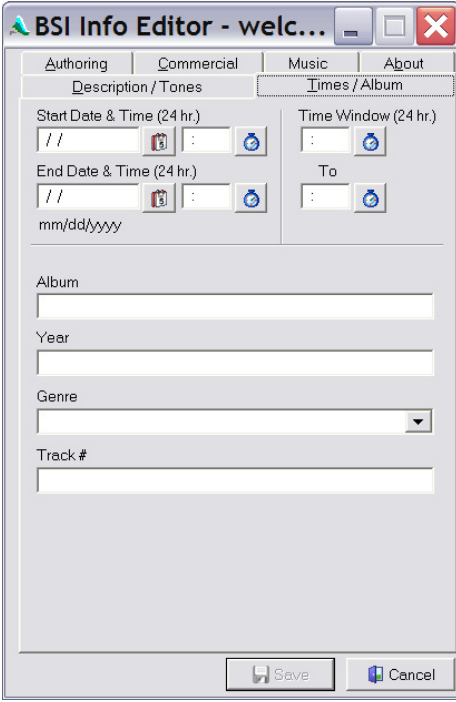 BSI Info Editor - welc...
Authoring Commercial Music About
Description / Tones Times / Album
Start Date & Time (24 hr.) Time Window (24 hr.)
/ / : :
End Date & Time (24 hr.) To
/ / : :
mm/dd/yyyy
Album
Year
Genre
Track #
Save Cancel